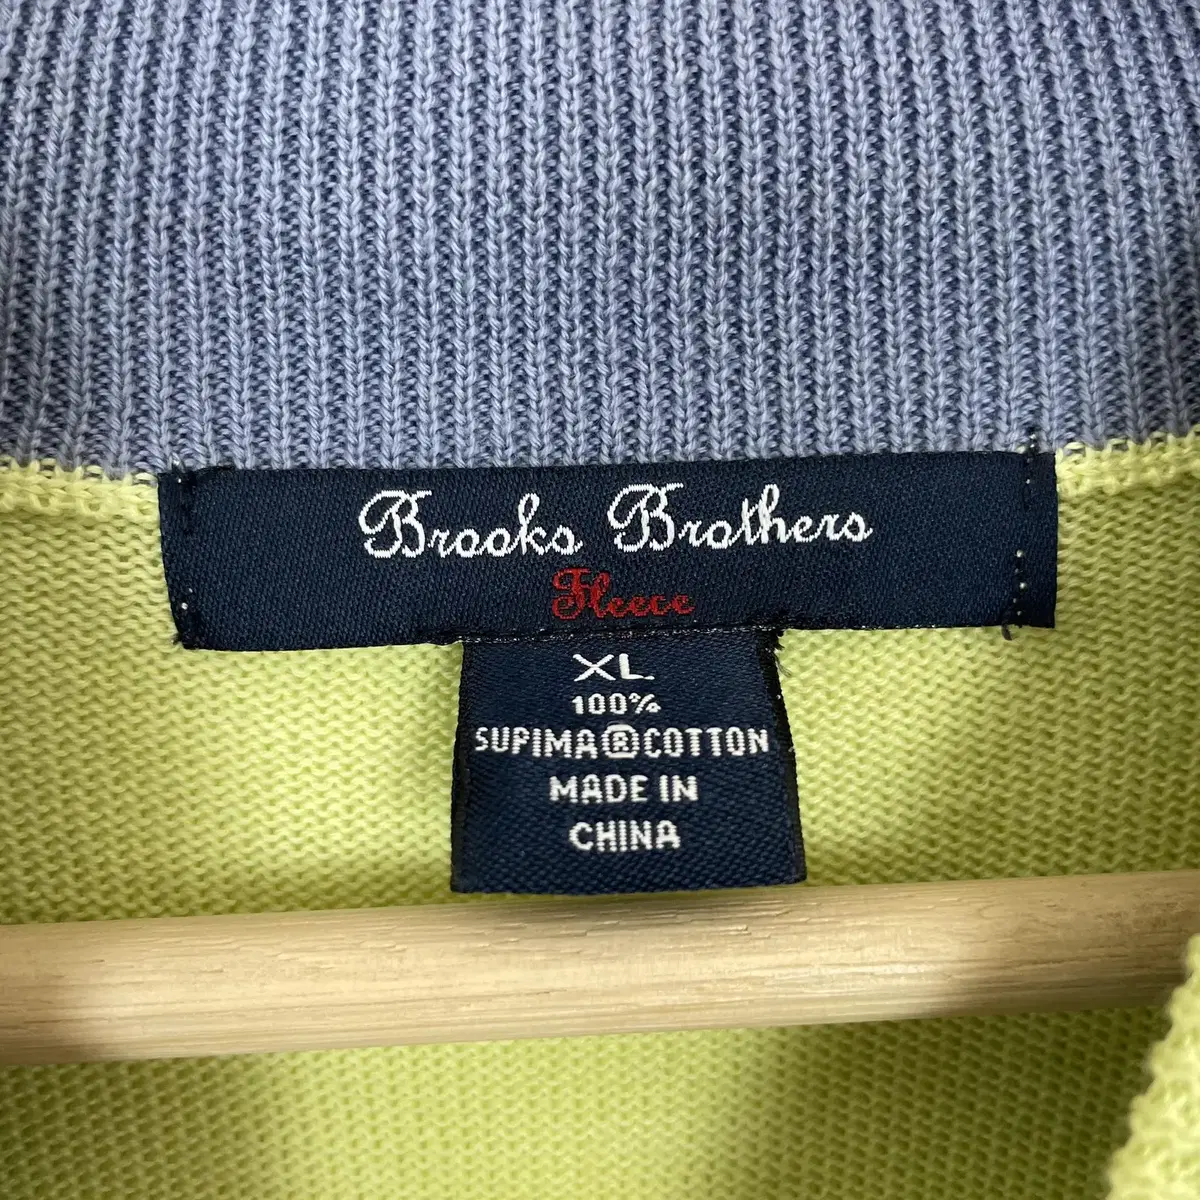 Brooks Brothers
Fleece
XL
100%
SUPIMA®COTTON
MADE IN
CHINA